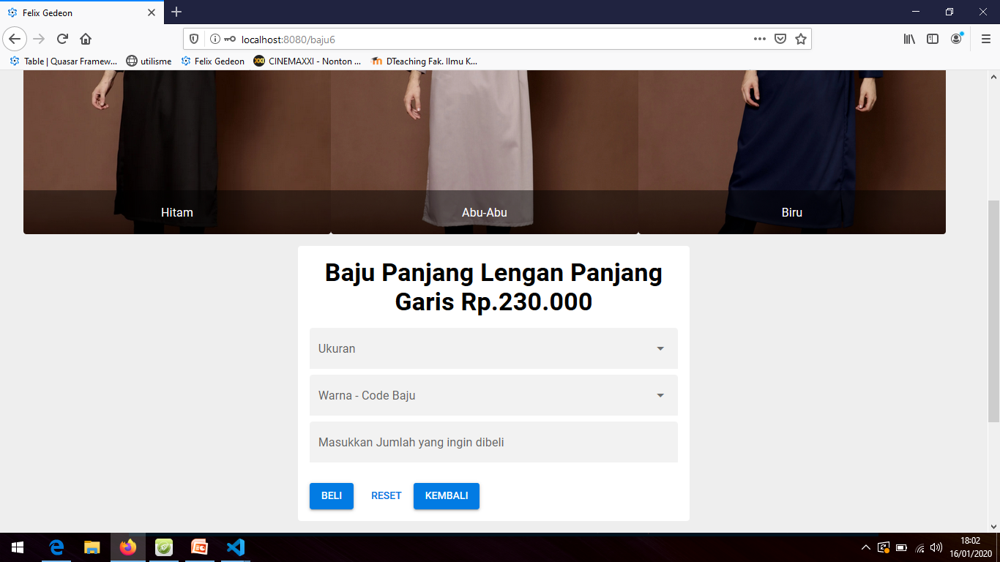 Felix Gedeon
localhost:8080/baju6
Table | Quasar Framew...
utilisme
Felix Gedeon
CINEMAXXI - Nonton ...
DTeaching Fak. Ilmu K...
Hitam
Abu-Abu
Biru
Baju Panjang Lengan Panjang
Garis Rp.230.000
Ukuran
Warna - Code Baju
Masukkan Jumlah yang ingin dibeli
BELI
RESET
KEMBALI
18:02
16/01/2020